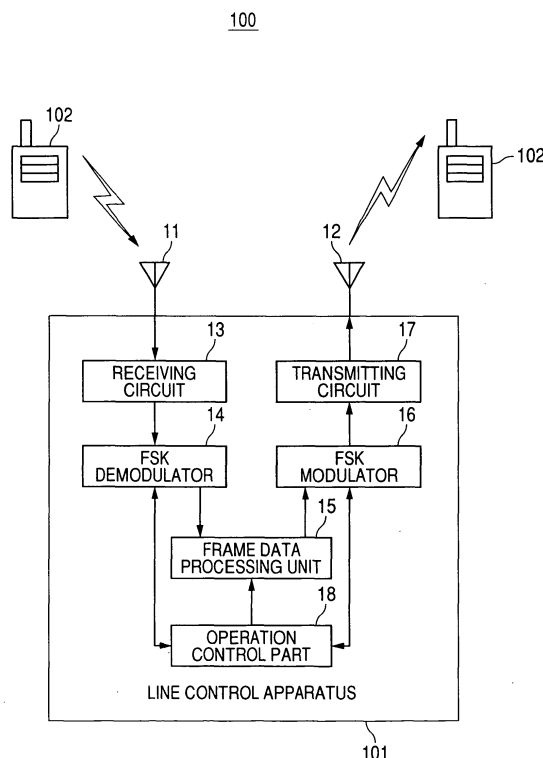 100
102
102
11
12
13
17
RECEIVING
CIRCUIT
TRANSMITTING
CIRCUIT
14
16
FSK
DEMODULATOR
FSK
MODULATOR
15
FRAME DATA
PROCESSING UNIT
18
OPERATION
CONTROL PART
LINE CONTROL APPARATUS
101